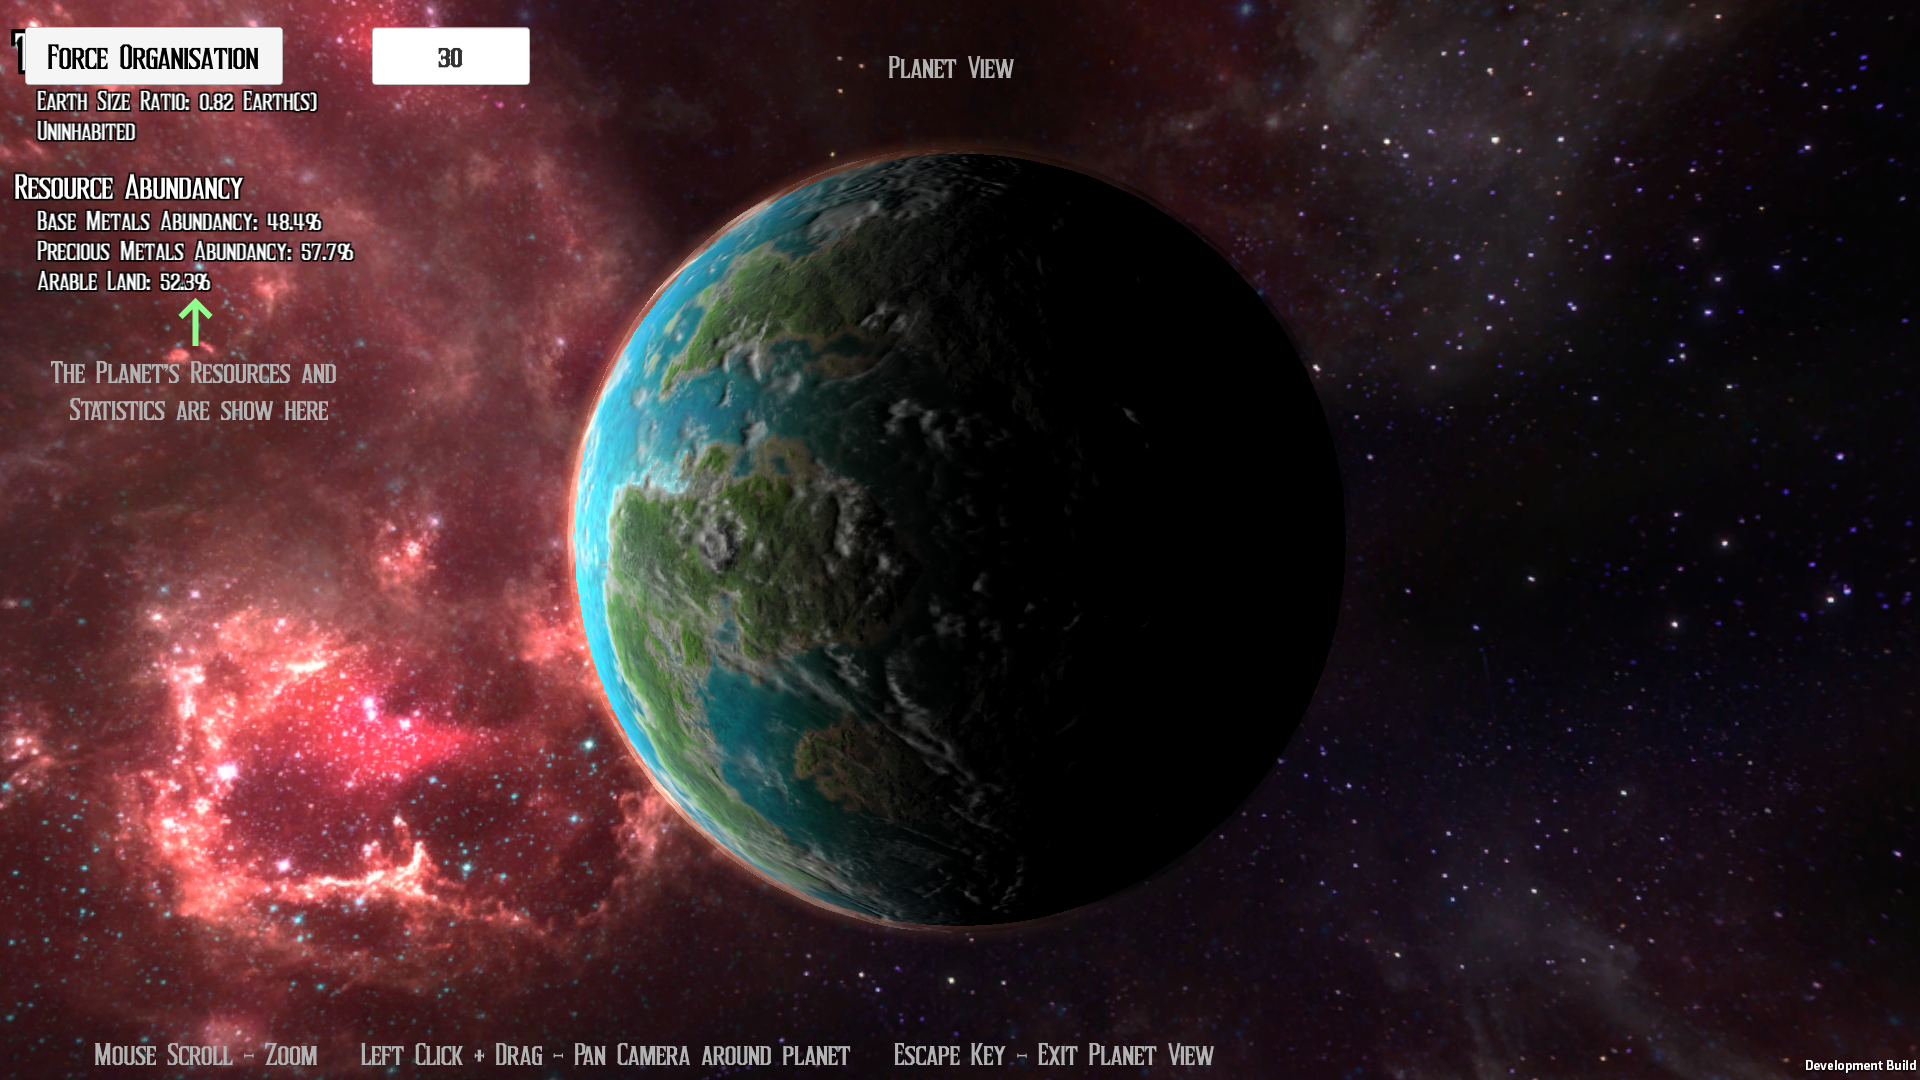 Force Organisation
30
Planet View
Earth Size Ratio: 0.82 Earth(s)
Uninhabited
Resource Abundancy
Base Metals Abundancy: 48.4%
Precious Metals Abundancy: 57.7%
Arable Land: 52.3%
The Planet's Resources and
Statistics are show here
Mouse Scroll - Zoom
Left Click + Drag - Pan Camera around planet
Escape Key - Exit Planet View
Development Build